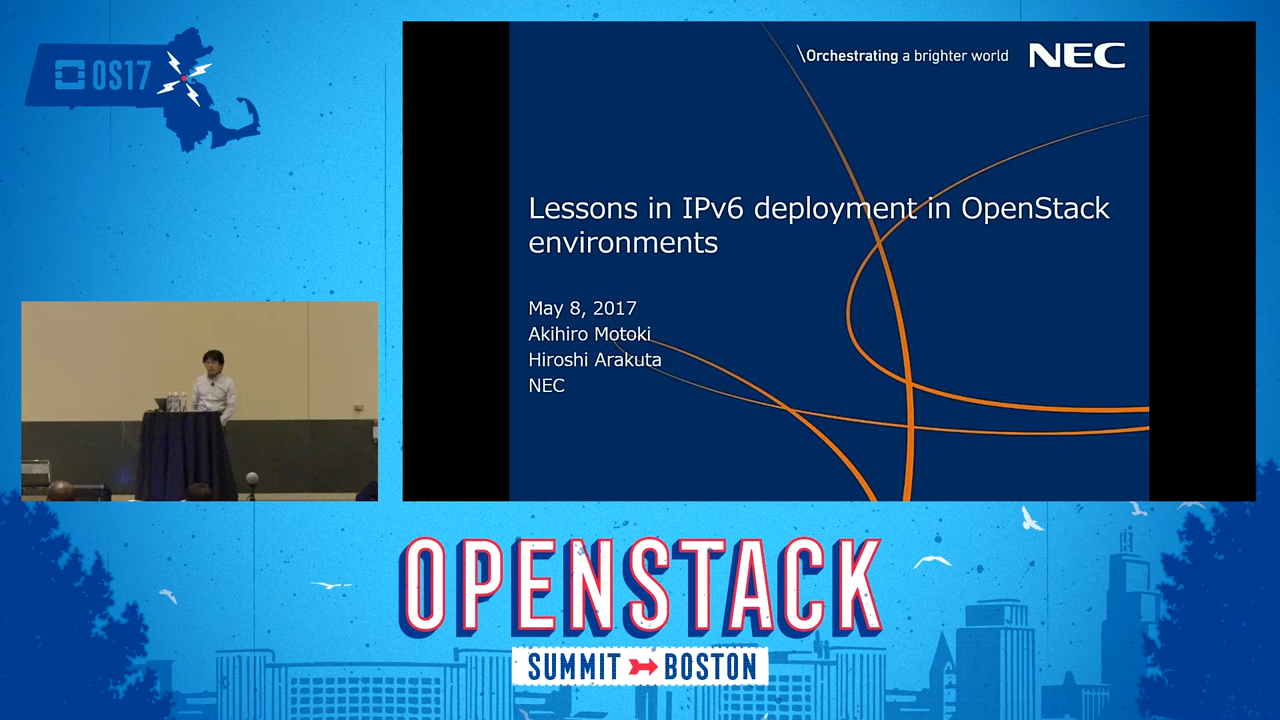 OS17
\Orchestrating a brighter world NEC
Lessons in IPv6 deployment in OpenStack
environments
May 8, 2017
Akihiro Motoki
Hiroshi Arakuta
NEC
OPENSTACK
SUMMIT BOSTON